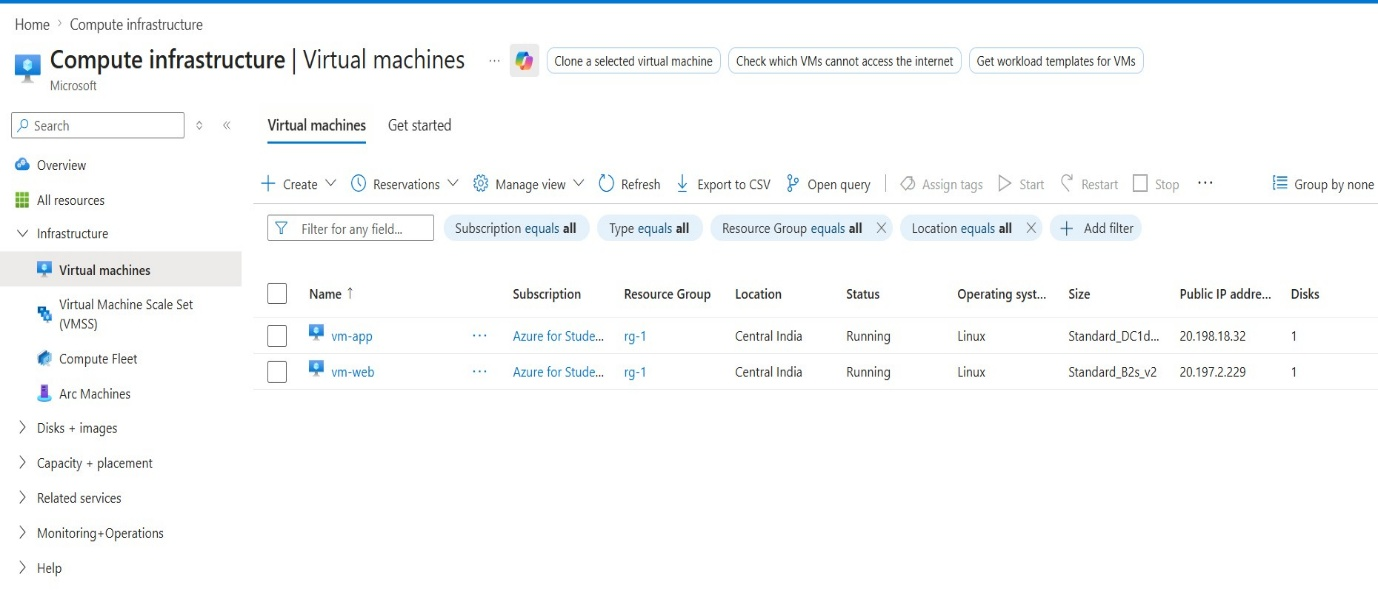 Home > Compute infrastructure
Compute infrastructure | Virtual machines
...
Clone a selected virtual machine
Check which VMs cannot access the internet
Get workload templates for VMs
Microsoft
Search
«
Overview
All resources
Infrastructure
Virtual machines
Virtual Machine Scale Set
(VMSS)
Compute Fleet
Arc Machines
Disks + images
Capacity + placement
Related services
Monitoring+Operations
Help
Virtual machines Get started
Create Reservations Manage view Refresh Export to CSV Open query Assign tags Start Restart Stop ... Group by none
Filter for any field... Subscription equals all Type equals all Resource Group equals all Location equals all Add filter
Name ↑ Subscription Resource Group Location Status Operating syst... Size Public IP addre... Disks
vm-app ... Azure for Stude... rg-1 Central India Running Linux Standard_DC1d... 20.198.18.32 1
vm-web ... Azure for Stude... rg-1 Central India Running Linux Standard_B2s_v2 20.197.2.229 1